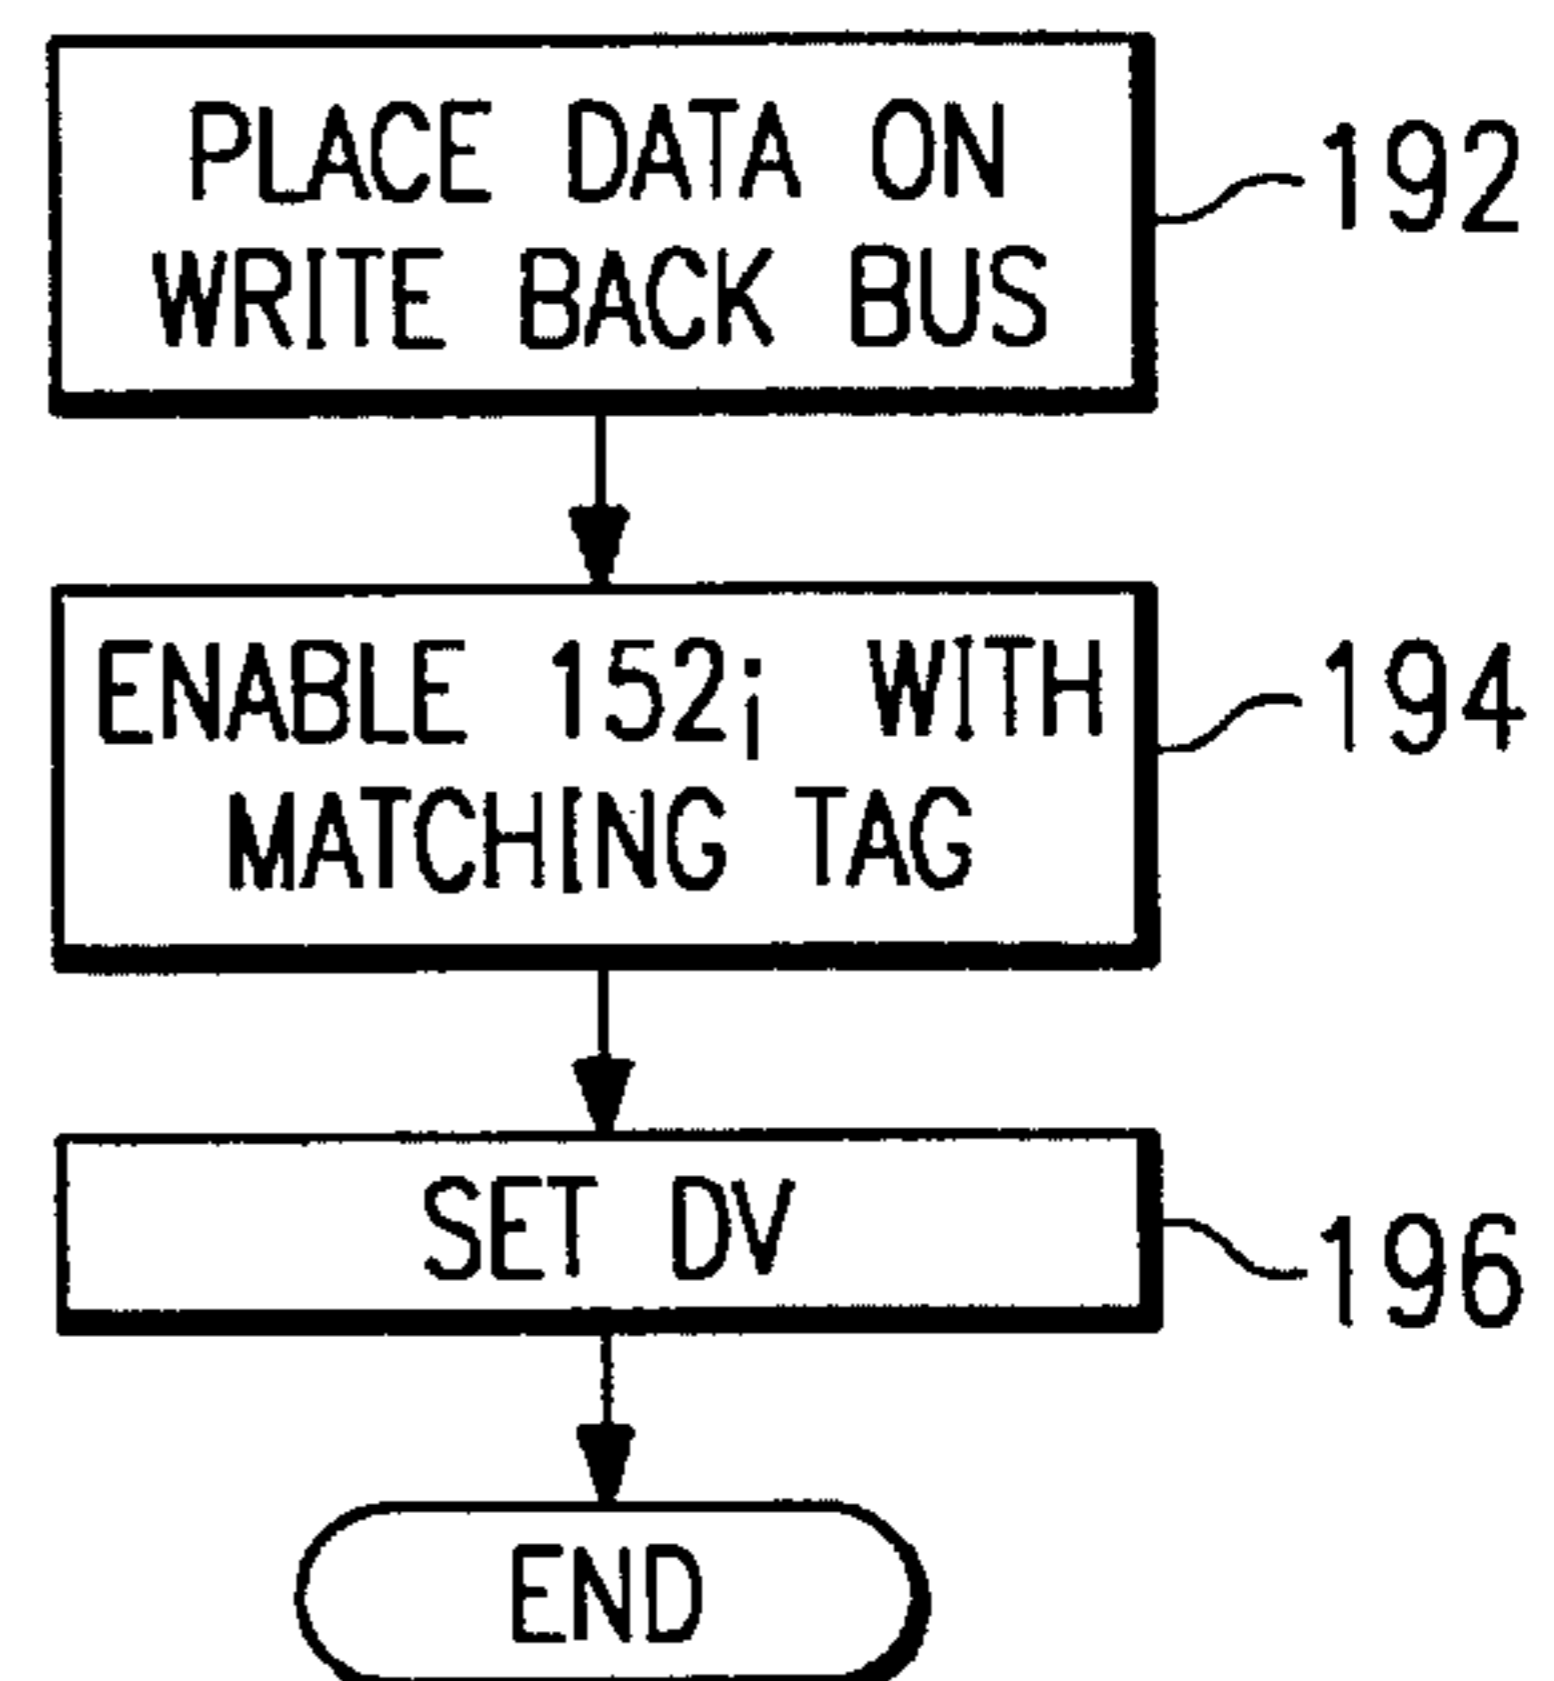 PLACE DATA ON
WRITE BACK BUS
192
ENABLE 152i WITH
MATCHING TAG
194
SET DV
196
END